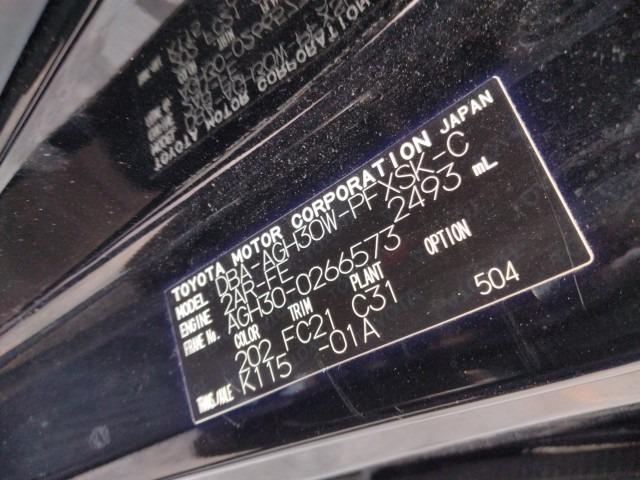 TOYOTA MOTOR CORPORATION JAPAN
MODEL DBA-AGH30W-PFXSK-C
ENGINE 2AR-FE 2493 mL
FRAME No. AGH30-0266573
COLOR TRIM PLANT OPTION
202 FC21 C31 504
TRANS/AXLE K115 -01A